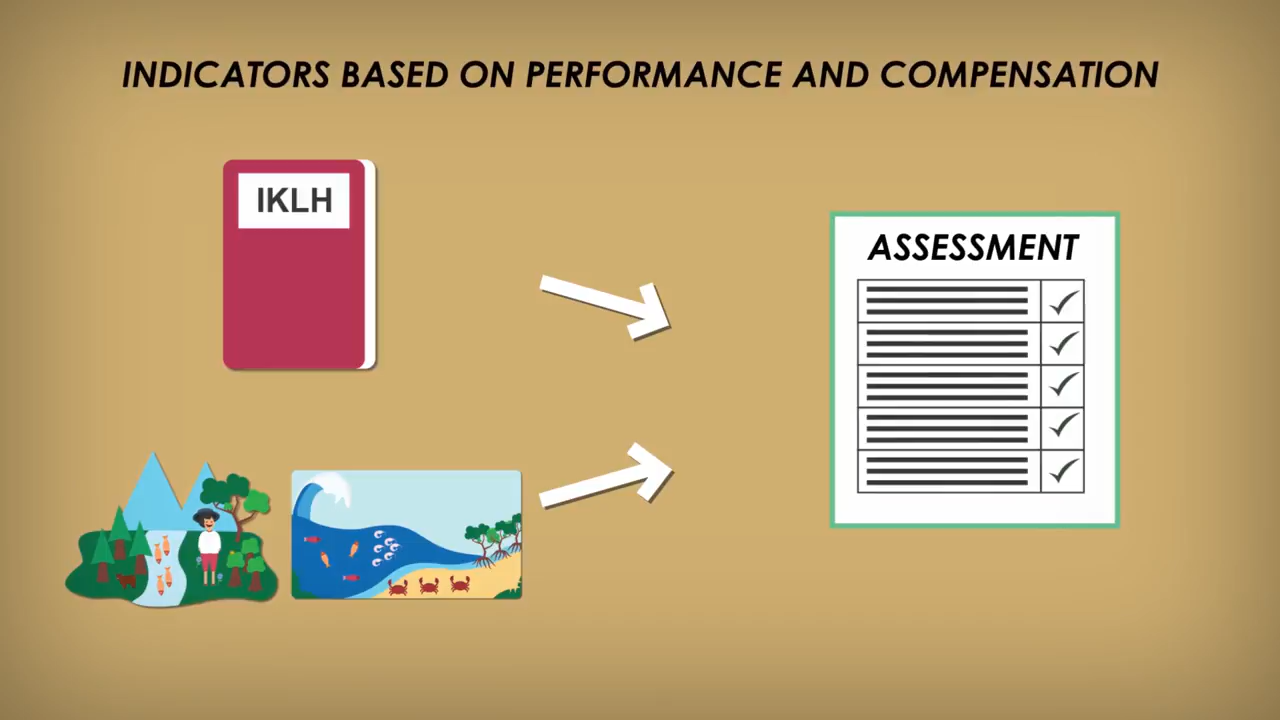 INDICATORS BASED ON PERFORMANCE AND COMPENSATION
IKLH
ASSESSMENT